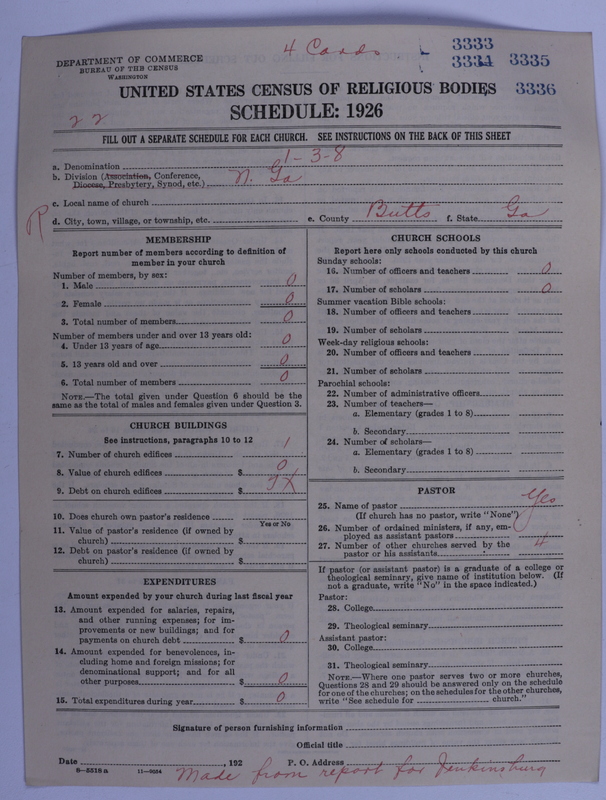 4 Cards L 3333
DEPARTMENT OF COMMERCE
BUREAU OF THE CENSUS
WASHINGTON
3334 3335
UNITED STATES CENSUS OF RELIGIOUS BODIES 3336
22 SCHEDULE: 1926
FILL OUT A SEPARATE SCHEDULE FOR EACH CHURCH. SEE INSTRUCTIONS ON THE BACK OF THIS SHEET
a. Denomination 1-3-8
b. Division (Association, Conference,
Diocese, Presbytery, Synod, etc.) N. Ga
c. Local name of church
R d. City, town, village, or township, etc. e. County Butts f. State Ga
MEMBERSHIP
Report number of members according to definition of
member in your church
Number of members, by sex:
1. Male 0
2. Female 0
3. Total number of members 0
Number of members under and over 13 years old:
4. Under 13 years of age 0
5. 13 years old and over 0
6. Total number of members 0
NOTE.—The total given under Question 6 should be the
same as the total of males and females given under Question 3.
CHURCH BUILDINGS
See instructions, paragraphs 10 to 12
7. Number of church edifices 1
8. Value of church edifices $ 0
9. Debt on church edifices $
10. Does church own pastor's residence
Yes or No
11. Value of pastor's residence (if owned by
church) $
12. Debt on pastor's residence (if owned by
church) $
EXPENDITURES
Amount expended by your church during last fiscal year
13. Amount expended for salaries, repairs,
and other running expenses; for im-
provements or new buildings; and for
payments on church debt $ 0
14. Amount expended for benevolences, in-
cluding home and foreign missions; for
denominational support; and for all
other purposes $ 0
15. Total expenditures during year $ 0
CHURCH SCHOOLS
Report here only schools conducted by this church
Sunday schools:
16. Number of officers and teachers 0
17. Number of scholars 0
Summer vacation Bible schools:
18. Number of officers and teachers
19. Number of scholars
Week-day religious schools:
20. Number of officers and teachers
21. Number of scholars
Parochial schools:
22. Number of administrative officers
23. Number of teachers—
a. Elementary (grades 1 to 8)
b. Secondary
24. Number of scholars—
a. Elementary (grades 1 to 8)
b. Secondary
PASTOR
25. Name of pastor Yes
(If church has no pastor, write "None")
26. Number of ordained ministers, if any, em-
ployed as assistant pastors
27. Number of other churches served by the
pastor or his assistants 4
If pastor (or assistant pastor) is a graduate of a college or
theological seminary, give name of institution below. (If
not a graduate, write "No" in the space indicated.)
Pastor:
28. College
29. Theological seminary
Assistant pastor:
30. College
31. Theological seminary
NOTE.—Where one pastor serves two or more churches,
Questions 28 and 29 should be answered only on the schedule
for one of the churches; on the schedules for the other churches,
write "See schedule for church."
Signature of person furnishing information
Official title
Date , 192 P. O. Address
8—5518 a 11—9054 Made from report for Jenkinsburg